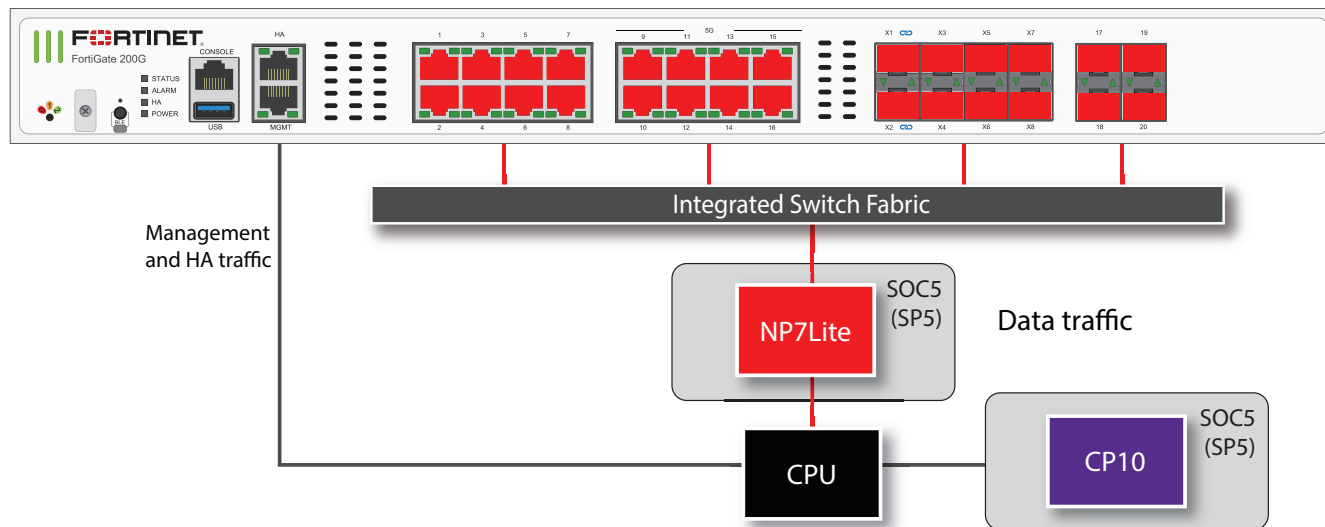 FORTINET
FortiGate 200G
STATUS
ALARM
HA
POWER
BLE
CONSOLE
USB
HA
MGMT
1 3 5 7
2 4 6 8
5G
9 11 13 15
10 12 14 16
X1 X3 X5 X7
X2 X4 X6 X8
17 19
18 20
Integrated Switch Fabric
Management
and HA traffic
SOC5
(SP5)
NP7Lite
Data traffic
CPU
SOC5
(SP5)
CP10